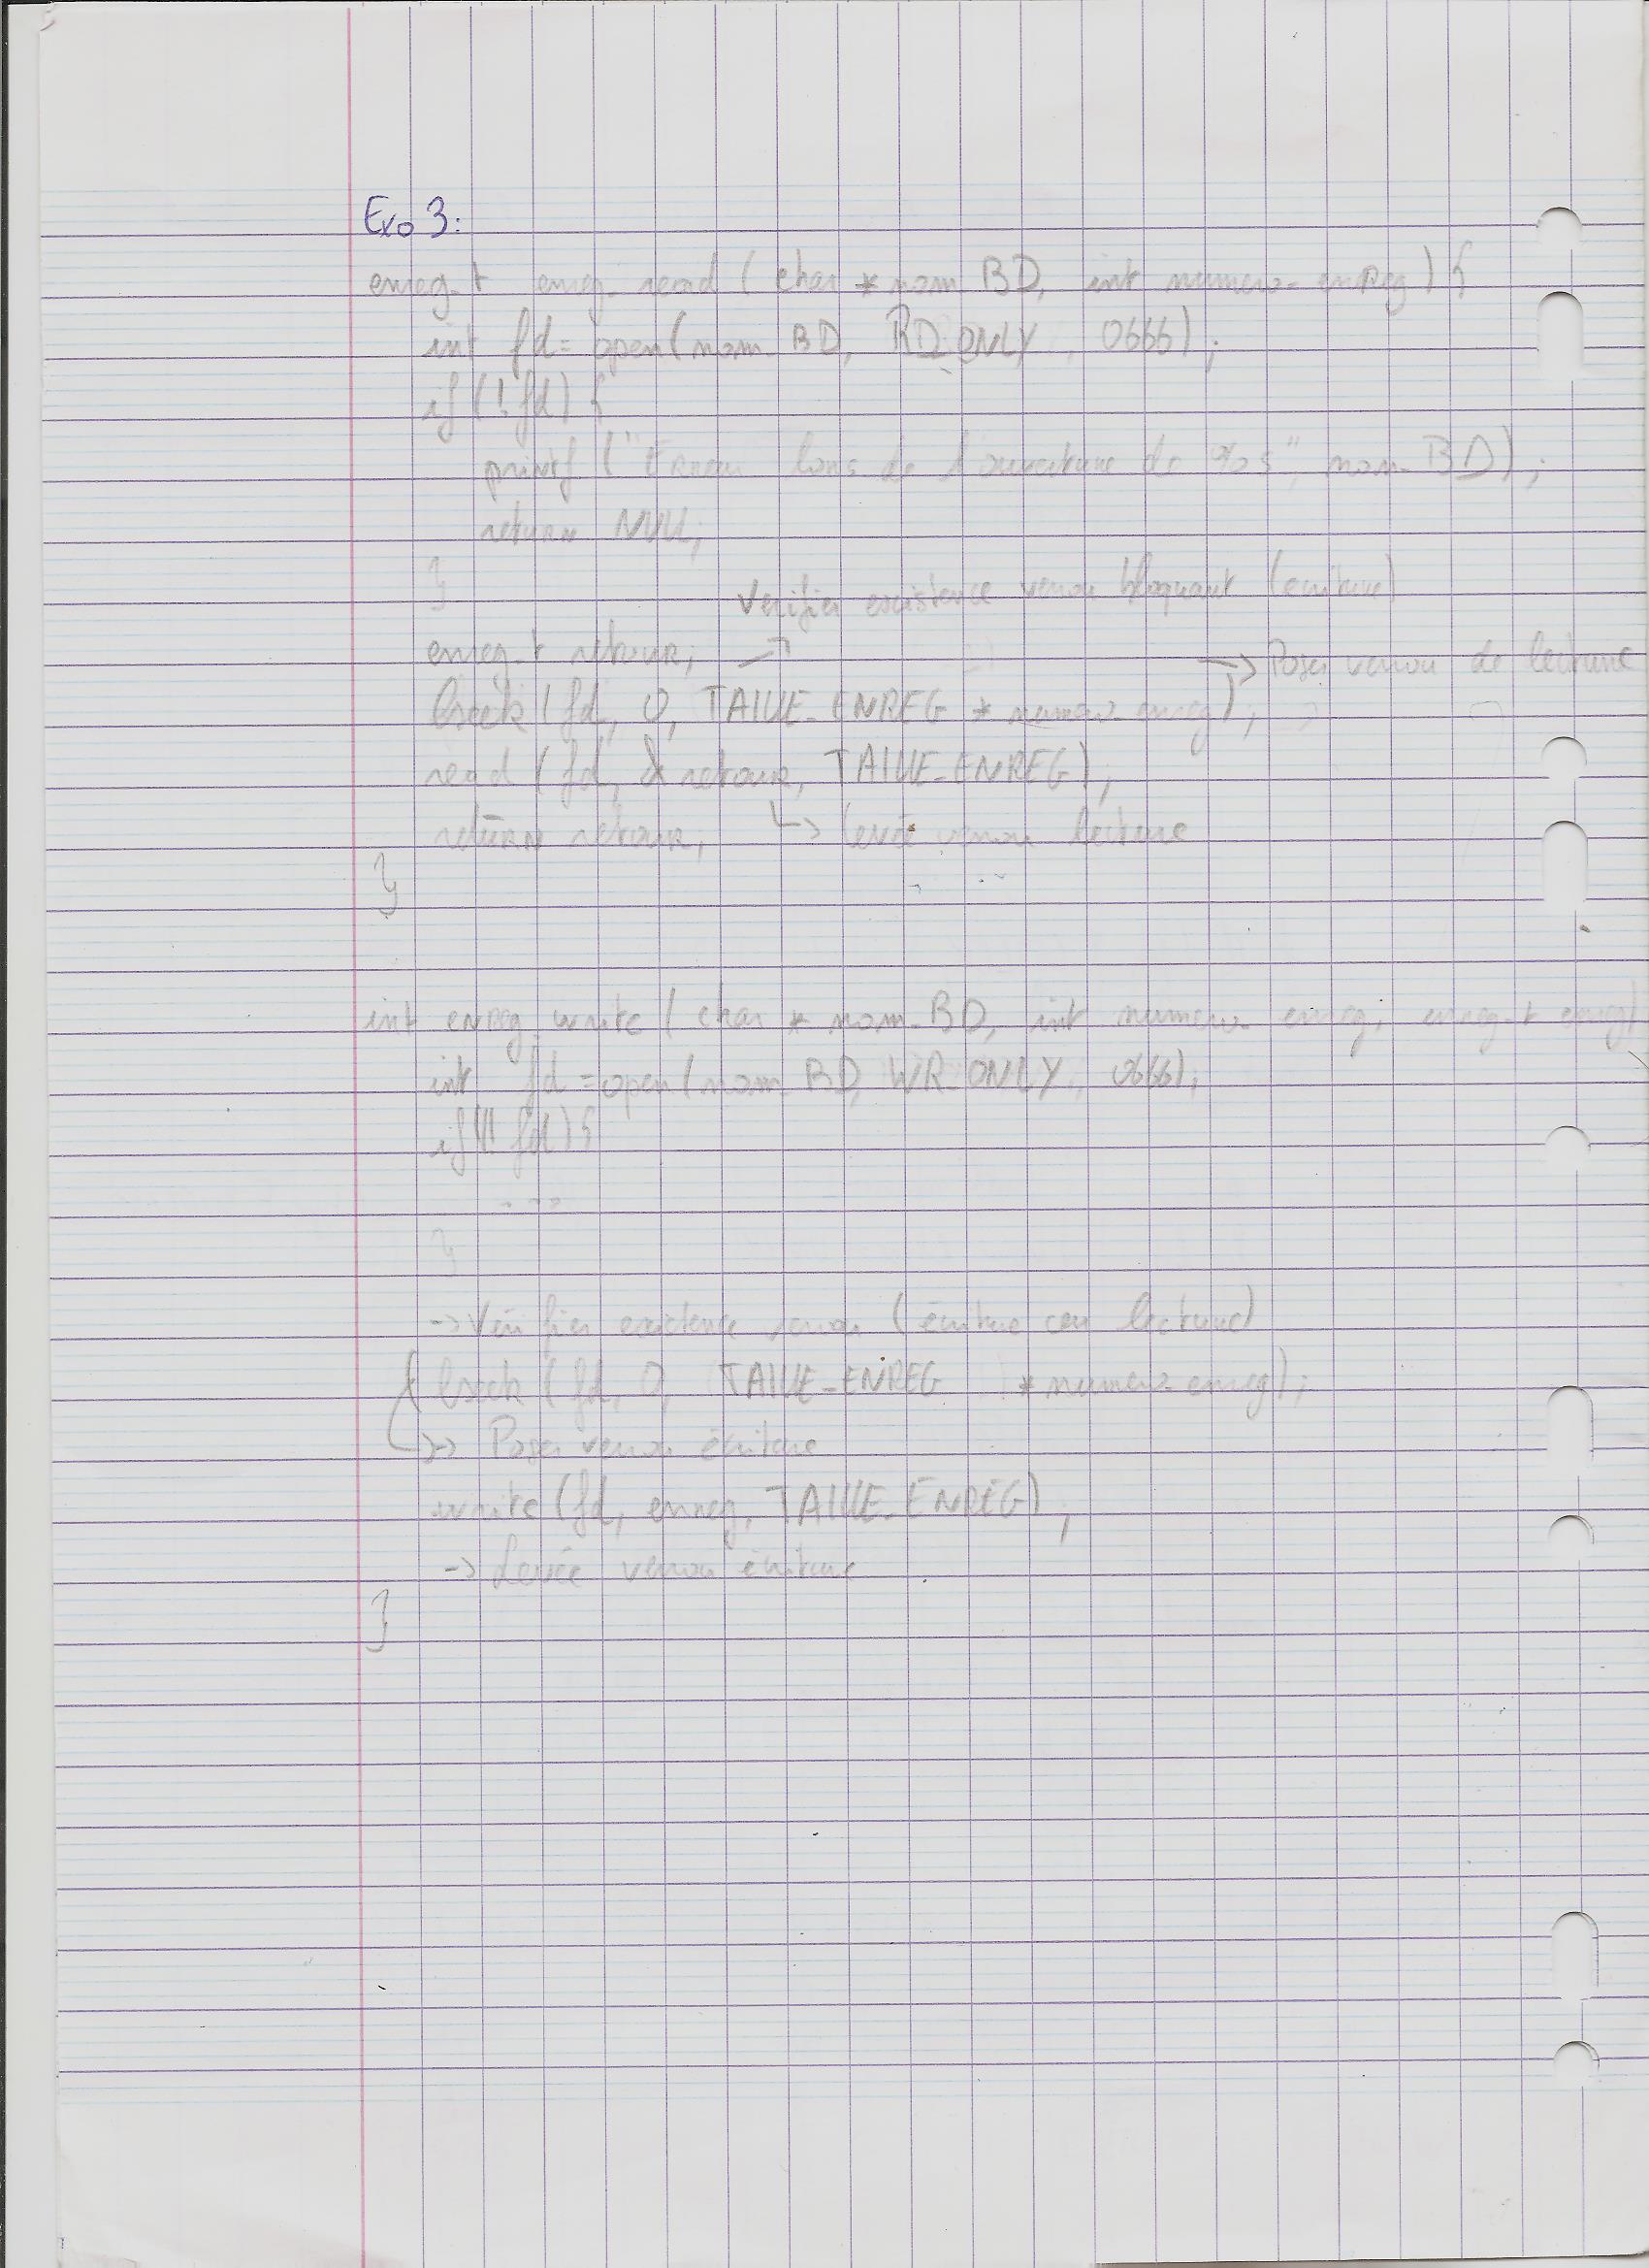 Exo 3:
enreg_t enreg_read (char *nom_BD, int numero_enreg) {
int fd = open(nom_BD, RD_ONLY, 0666);
if (!fd) {
printf ("Erreur lors de l'ouverture de %s", nom_BD);
return NULL;
}
Verifier existence verrou bloquant (ecriture)
enreg_t retour; →
→ Poser verrou de lecture
lseek (fd, 0, TAILLE_ENREG * numero_enreg);
read (fd, &retour, TAILLE_ENREG);
return retour; ↳ levée verrou lecture
}
int enreg_write (char *nom_BD, int numero_enreg, enreg_t enreg)
int fd = open(nom_BD, WR_ONLY, 0666);
if(!fd){
....
}
→ Vérifier existence verrou (écriture ou lecture)
lseek (fd, 0, TAILLE_ENREG * numero_enreg);
→ Poser verrou écriture
write (fd, enreg, TAILLE_ENREG);
→ Levée verrou écriture
}